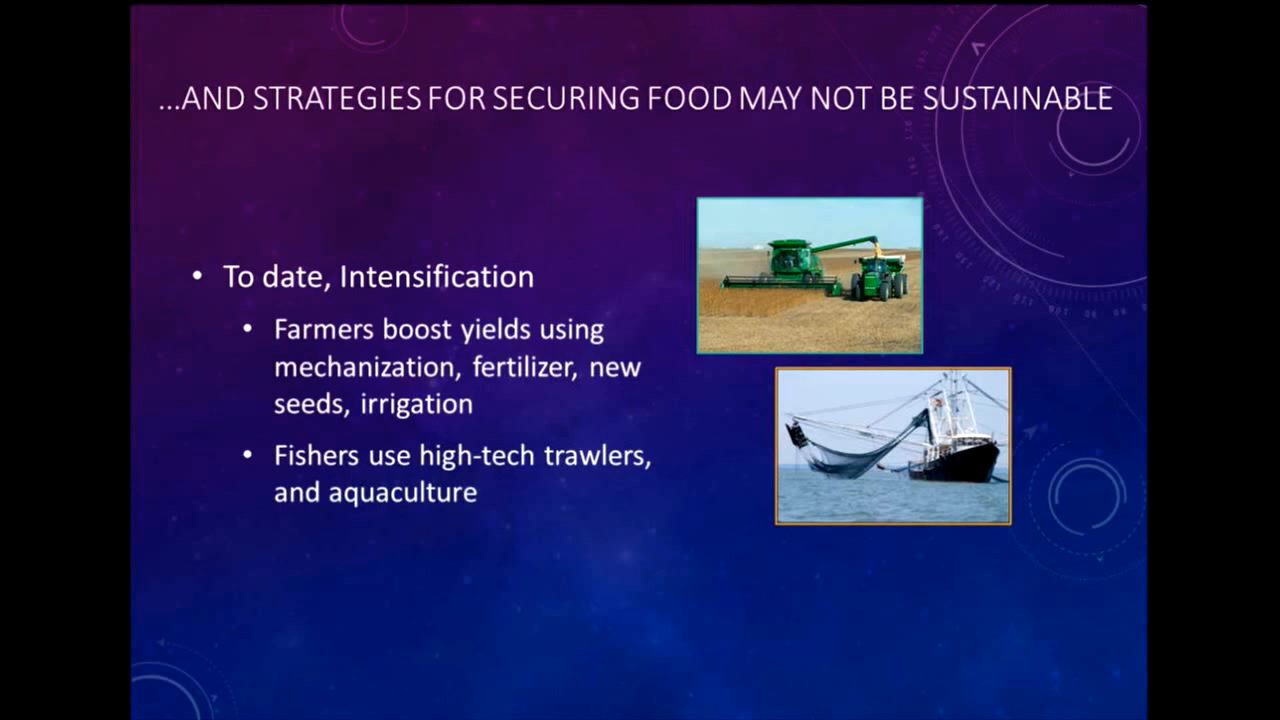 ...AND STRATEGIES FOR SECURING FOOD MAY NOT BE SUSTAINABLE
• To date, Intensification
• Farmers boost yields using
mechanization, fertilizer, new
seeds, irrigation
• Fishers use high-tech trawlers,
and aquaculture